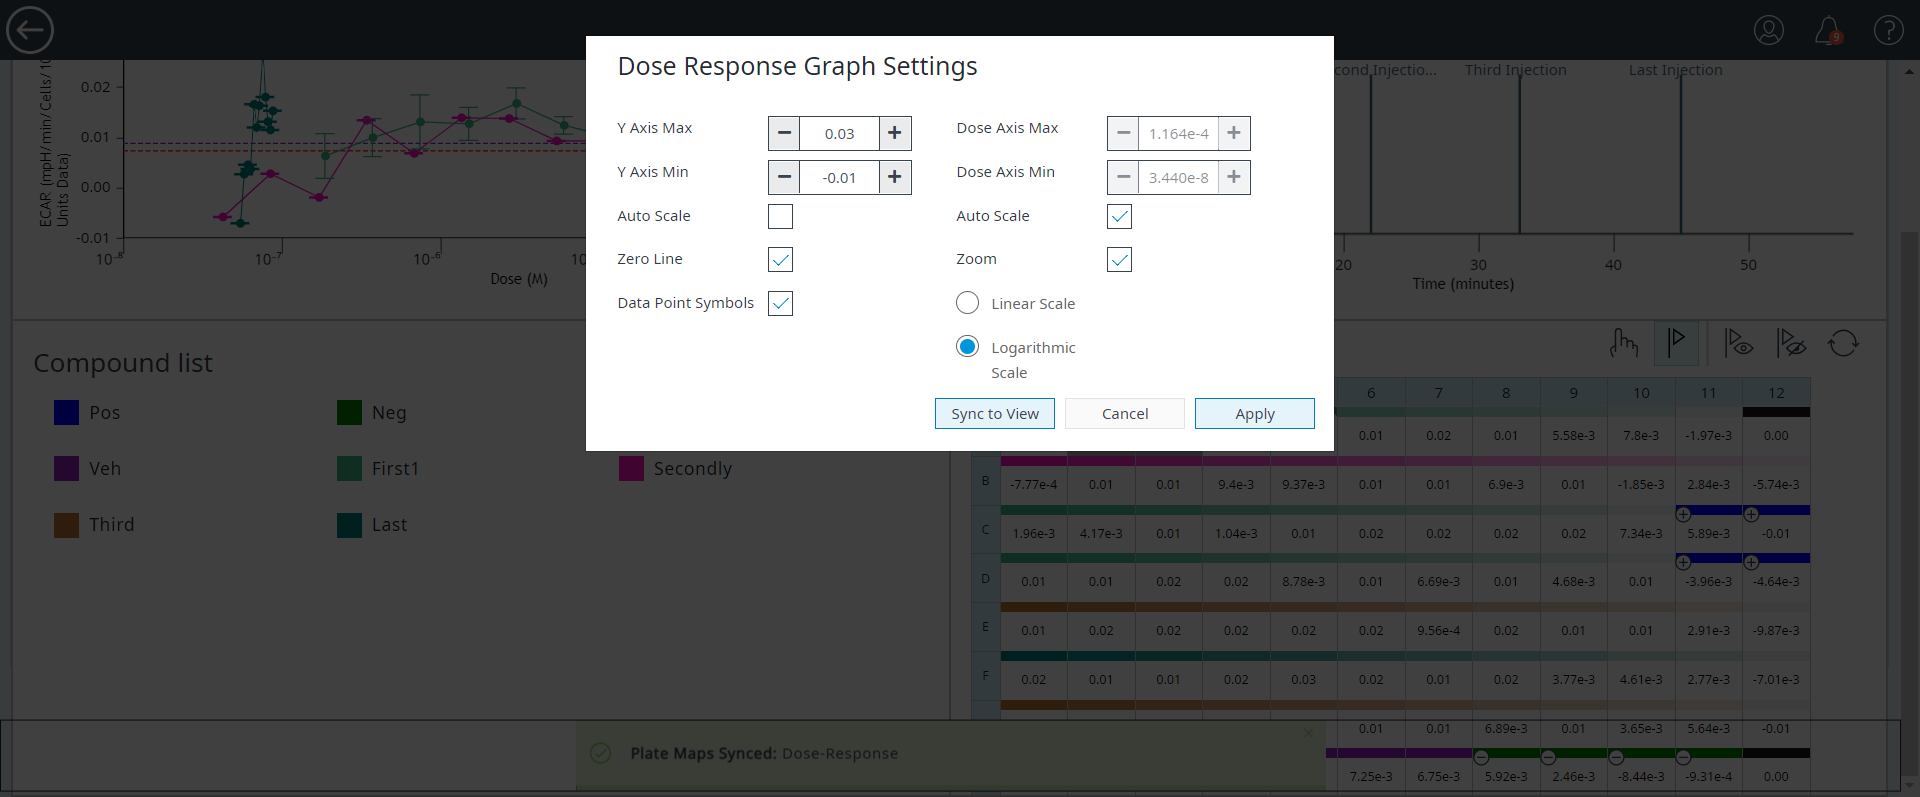 9
Dose Response Graph Settings
Y Axis Max
0.03
Dose Axis Max
1.164e-4
Y Axis Min
-0.01
Dose Axis Min
3.440e-8
Auto Scale
Auto Scale
Zero Line
Zoom
Data Point Symbols
Linear Scale
Logarithmic
Scale
Sync to View
Cancel
Apply
ECAR (mpH/min/Cells/10
Units Data)
0.02
0.01
0.00
-0.01
10⁻⁸
10⁻⁷
10⁻⁶
10
Dose (M)
cond Injectio...
Third Injection
Last Injection
20
30
40
50
Time (minutes)
Compound list
Pos
Neg
Veh
First1
Secondly
Third
Last
6 7 8 9 10 11 12
0.01 0.02 0.01 5.58e-3 7.8e-3 -1.97e-3 0.00
B -7.77e-4 0.01 0.01 9.4e-3 9.37e-3 0.01 0.01 6.9e-3 0.01 -1.85e-3 2.84e-3 -5.74e-3
C 1.96e-3 4.17e-3 0.01 1.04e-3 0.01 0.02 0.02 0.02 0.02 7.34e-3 5.89e-3 -0.01
D 0.01 0.01 0.02 0.02 8.78e-3 0.01 6.69e-3 0.01 4.68e-3 0.01 -3.96e-3 -4.64e-3
E 0.01 0.02 0.02 0.02 0.02 0.02 9.56e-4 0.02 0.01 0.01 2.91e-3 -9.87e-3
F 0.02 0.01 0.01 0.02 0.03 0.02 0.01 0.02 3.77e-3 4.61e-3 2.77e-3 -7.01e-3
0.01 0.01 6.89e-3 0.01 3.65e-3 5.64e-3 -0.01
7.25e-3 6.75e-3 5.92e-3 2.46e-3 -8.44e-3 -9.31e-4 0.00
Plate Maps Synced: Dose-Response